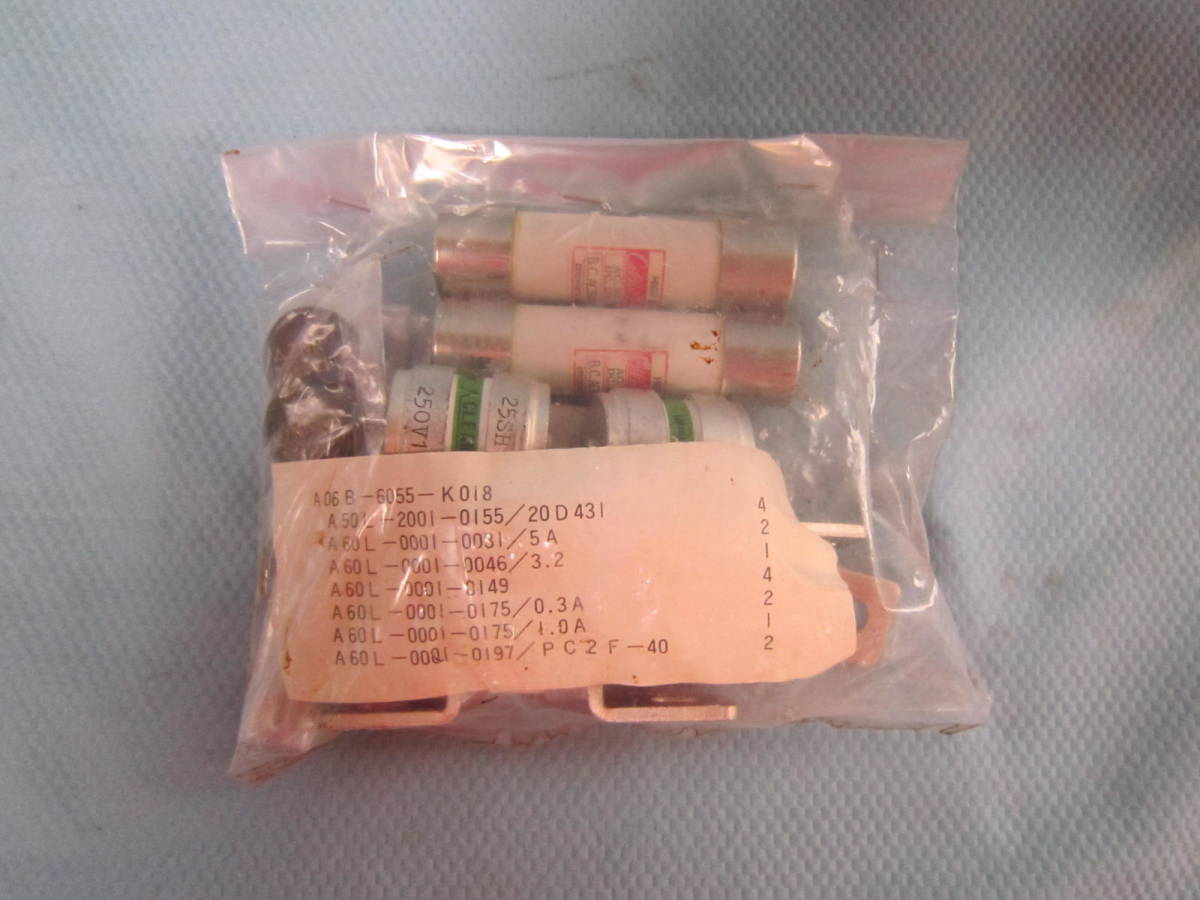 250V1
25SH
A06B-6055-K018
A50L-2001-0155/20D431 4
A60L-0001-0031/5A 2
A60L-0001-0046/3.2 1
A60L-0001-0149 4
A60L-0001-0175/0.3A 2
A60L-0001-0175/1.0A 1
A60L-0001-0197/PC2F-40 2